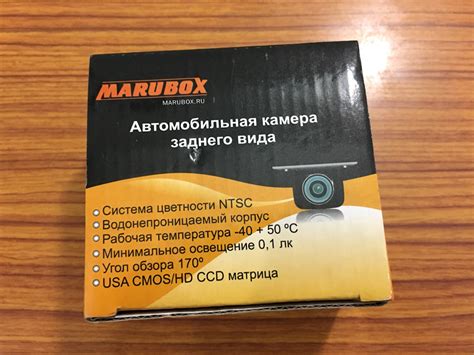 MARUBOX
MARUBOX.RU
Автомобильная камера
заднего вида
Система цветности NTSC
Водонепроницаемый корпус
Рабочая температура -40 + 50 ºC
Минимальное освещение 0,1 лк
Угол обзора 170º
USA CMOS/HD CCD матрица